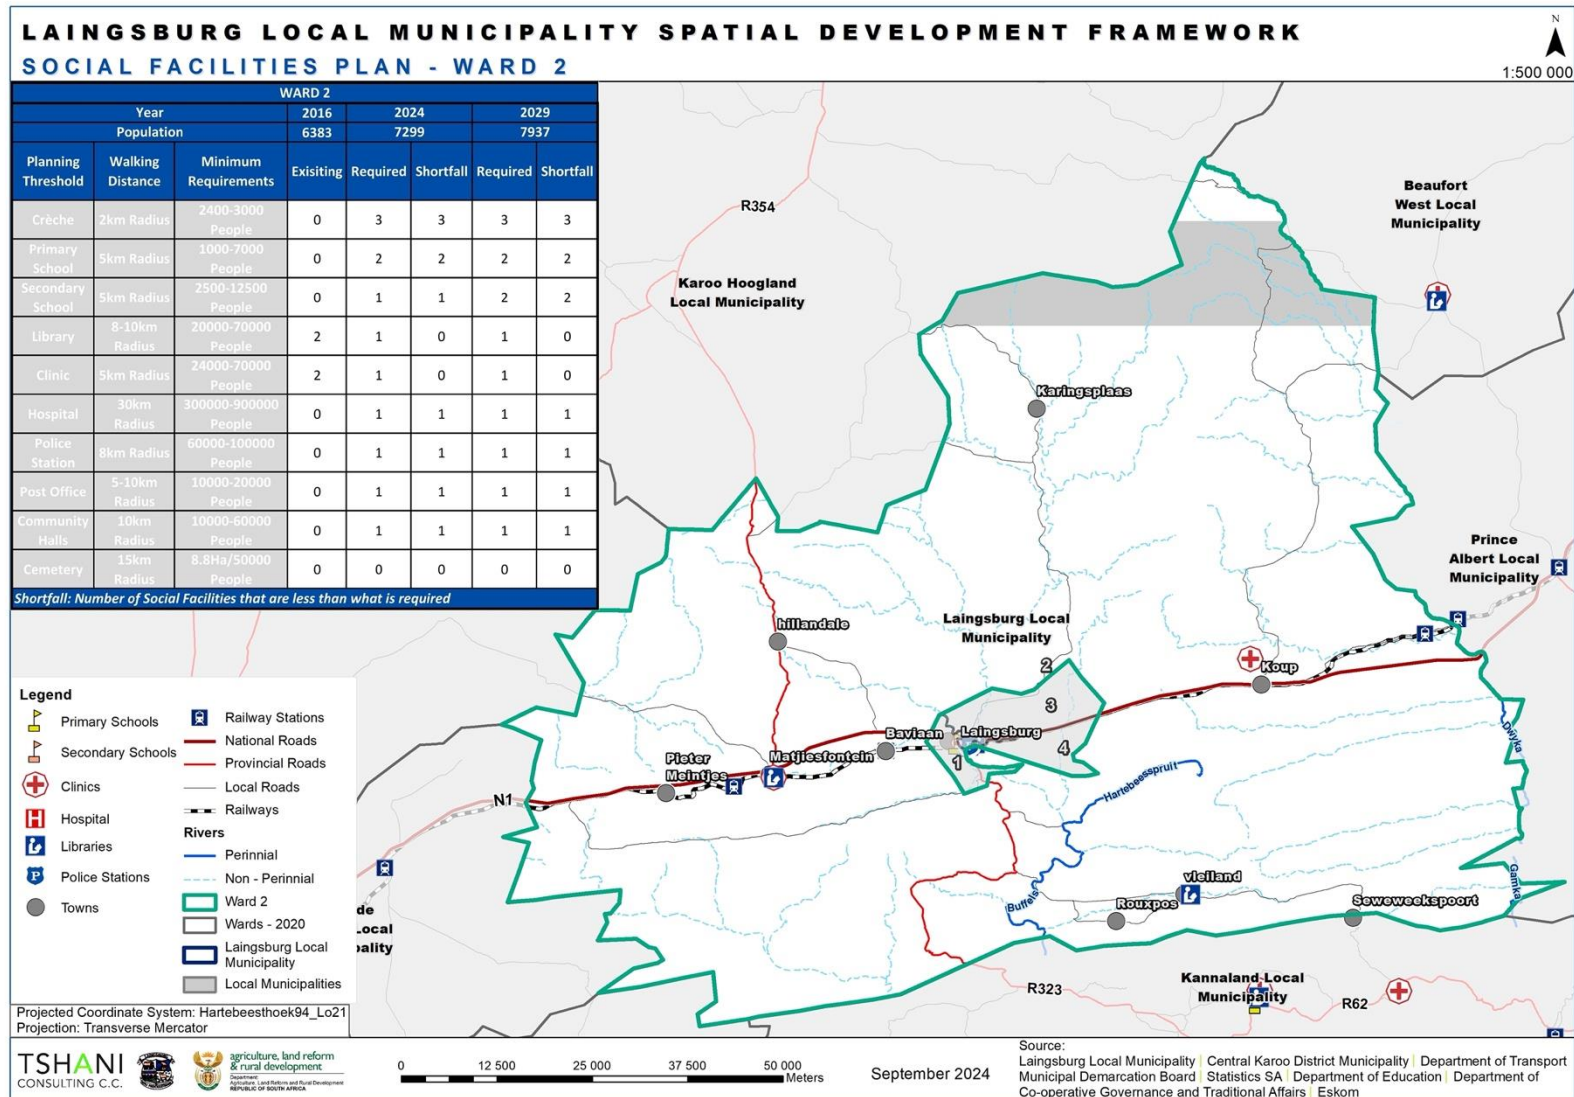 LAINGSBURG LOCAL MUNICIPALITY SPATIAL DEVELOPMENT FRAMEWORK
SOCIAL FACILITIES PLAN - WARD 2
N
1:500 000
WARD 2
Year 2016 2024 2029
Population 6383 7299 7937
Planning Threshold Walking Distance Minimum Requirements Exisiting Required Shortfall Required Shortfall
Crèche 2km Radius 2400-3000 People 0 3 3 3 3
Primary School 5km Radius 1000-7000 People 0 2 2 2 2
Secondary School 5km Radius 2500-12500 People 0 1 1 2 2
Library 8-10km Radius 20000-70000 People 2 1 0 1 0
Clinic 5km Radius 24000-70000 People 2 1 0 1 0
Hospital 30km Radius 300000-900000 People 0 1 1 1 1
Police Station 8km Radius 60000-100000 People 0 1 1 1 1
Post Office 5-10km Radius 10000-20000 People 0 1 1 1 1
Community Halls 10km Radius 10000-60000 People 0 1 1 1 1
Cemetery 15km Radius 8.8Ha/50000 People 0 0 0 0 0
Shortfall: Number of Social Facilities that are less than what is required
R354
Karoo Hoogland
Local Municipality
Beaufort
West Local
Municipality
Karingsplaas
Prince
Albert Local
Municipality
hillandale
Laingsburg Local
Municipality
2
3
4
1
Koup
Baviaan
Laingsburg
Matjiesfontein
Pieter
Meintjes
N1
Dwyka
Hartebeesspruit
Buffels
Gamka
vleiland
Rouxpos
Seweweekspoort
de
Local
pality
Kannaland Local
Municipality
R323
R62
Legend
Primary Schools
Secondary Schools
Clinics
H Hospital
Libraries
P Police Stations
Towns
Railway Stations
National Roads
Provincial Roads
Local Roads
Railways
Rivers
Perinnial
Non - Perinnial
Ward 2
Wards - 2020
Laingsburg Local
Municipality
Local Municipalities
Projected Coordinate System: Hartebeesthoek94_Lo21
Projection: Transverse Mercator
TSHANI
CONSULTING C.C.
agriculture, land reform
& rural development
Department:
Agriculture, Land Reform and Rural Development
REPUBLIC OF SOUTH AFRICA
0 12 500 25 000 37 500 50 000
Meters
September 2024
Source:
Laingsburg Local Municipality | Central Karoo District Municipality | Department of Transport
Municipal Demarcation Board | Statistics SA | Department of Education | Department of
Co-operative Governance and Traditional Affairs | Eskom